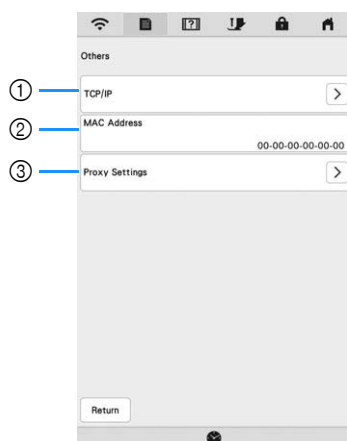 Others
① TCP/IP
② MAC Address
00-00-00-00-00-00
③ Proxy Settings
Return